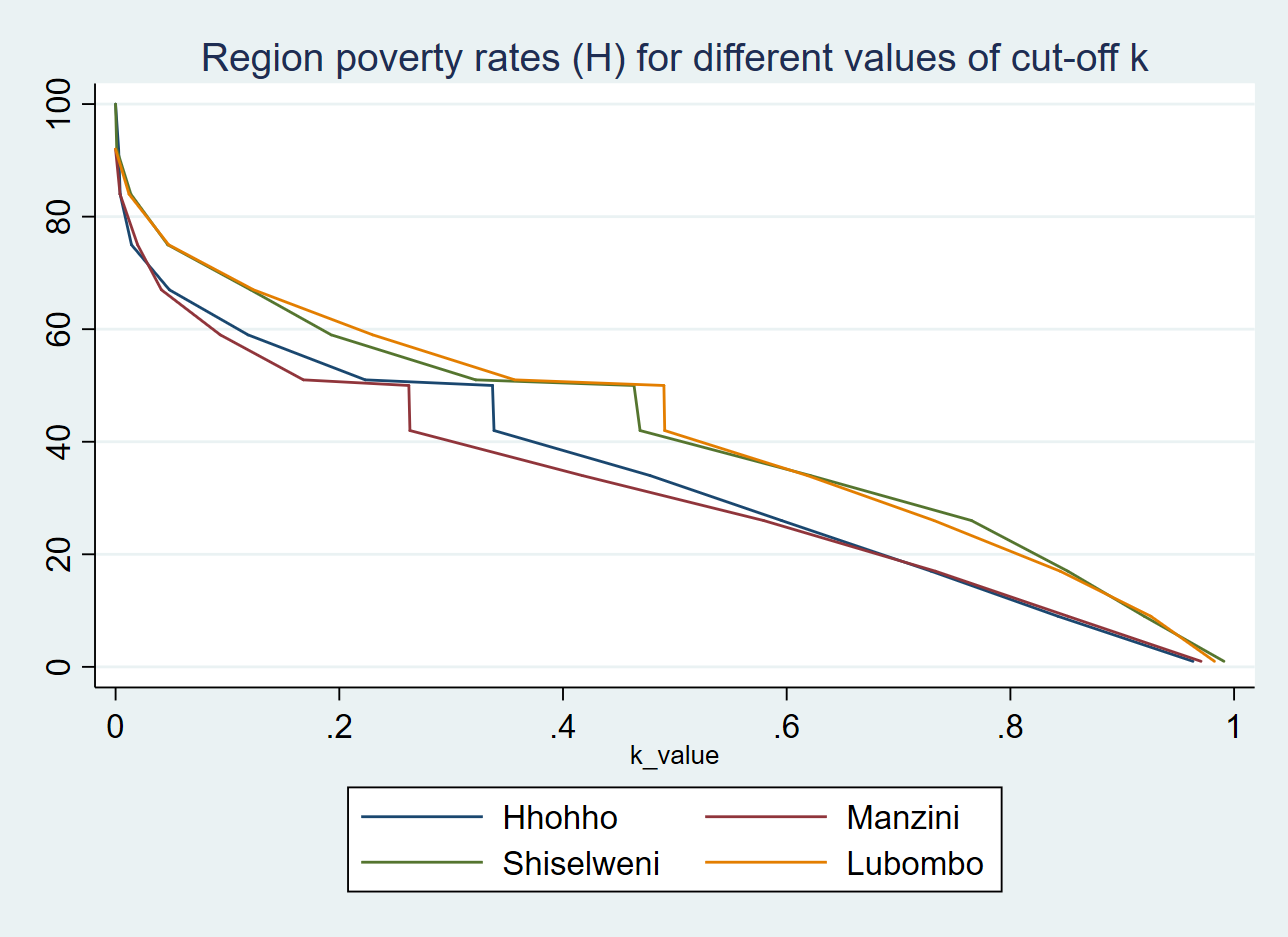 Region poverty rates (H) for different values of cut-off k
100
80
60
40
20
0
0 .2 .4 .6 .8 1
k_value
Hhohho Manzini
Shiselweni Lubombo